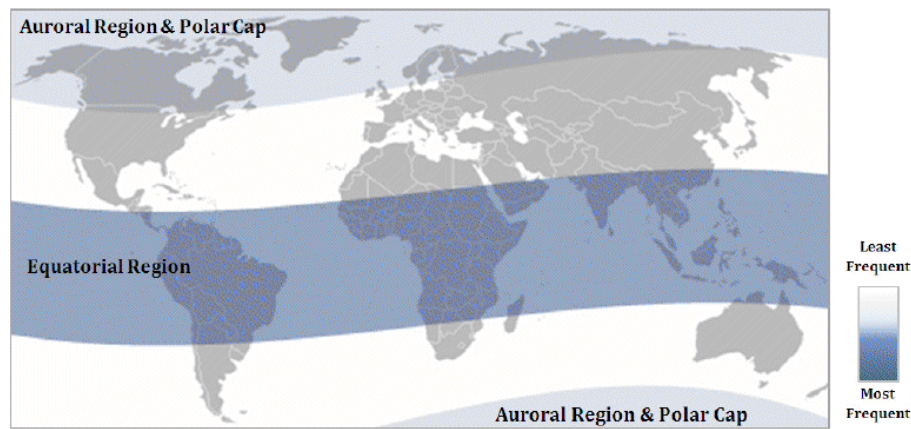 Auroral Region & Polar Cap
Equatorial Region
Least
Frequent
Most
Frequent
Auroral Region & Polar Cap